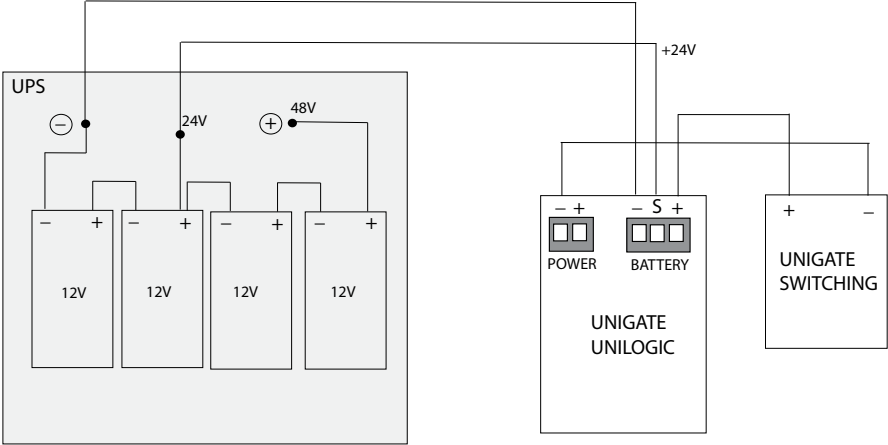 +24V
UPS
48V
− 24V +
− + − + − + − +
12V 12V 12V 12V
− + − S + + −
POWER BATTERY
UNIGATE
SWITCHING
UNIGATE
UNILOGIC